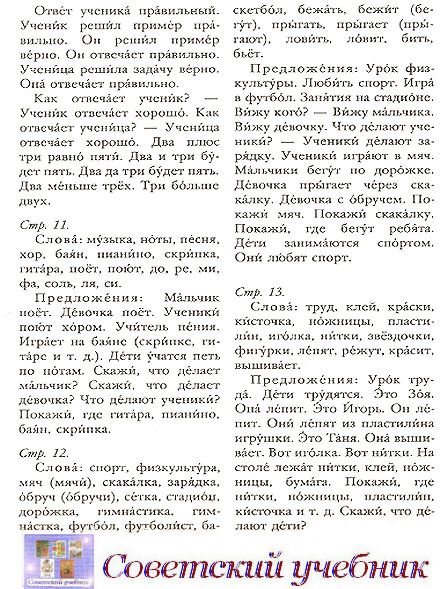 Отве́т ученика́ пра́вильный.
Учени́к реши́л приме́р пра́-
вильно. Он реши́л приме́р
ве́рно. Он отвеча́ет пра́вильно.
Учени́ца реши́ла зада́чу ве́рно.
Она́ отвеча́ет пра́вильно.
Как отвеча́ет учени́к? —
Учени́к отвеча́ет хорошо́. Как
отвеча́ет учени́ца? — Учени́ца
отвеча́ет хорошо́. Два плюс
три равно́ пяти́. Два и три бу́-
дет пять. Два да три бу́дет пять.
Два ме́ньше трёх. Три бо́льше
двух.
Стр. 11.
Слова́: му́зыка, но́ты, пе́сня,
хор, бая́н, пиани́но, скри́пка,
гита́ра, поёт, пою́т, до, ре, ми,
фа, соль, ля, си.
Предложе́ния: Ма́льчик
поёт. Де́вочка поёт. Ученики́
пою́т хо́ром. Учи́тель пе́ния.
Игра́ет на бая́не (скри́пке, ги-
та́ре и т. д.). Де́ти у́чатся петь
по но́там. Скажи́, что де́лает
ма́льчик? Скажи́, что де́лает
де́вочка? Что де́лают ученики́?
Покажи́, где гита́ра, пиани́но,
бая́н, скри́пка.
Стр. 12.
Слова́: спорт, физкульту́ра,
мяч (мячи́), скака́лка, заря́дка,
о́бруч (о́бручи), се́тка, стадио́н,
доро́жка, гимна́стика, гим-
на́стка, футбо́л, футболи́ст, ба-
скетбо́л, бежа́ть, бежи́т (бе-
гу́т), пры́гать, пры́гает (пры́-
гают), лови́ть, ло́вит, бить,
бьёт.
Предложе́ния: Уро́к физ-
культу́ры. Люби́ть спорт. Игра́
в футбо́л. Заня́тия на стадио́не.
Ви́жу кого́? — Ви́жу ма́льчика.
Ви́жу де́вочку. Что де́лают уче-
ники́? — Ученики́ де́лают за-
ря́дку. Ученики́ игра́ют в мяч.
Ма́льчики бегу́т по доро́жке.
Де́вочка пры́гает че́рез ска-
ка́лку. Де́вочка с о́бручем. По-
кажи́ мяч. Покажи́ скака́лку.
Покажи́, где бегу́т ребя́та.
Де́ти занима́ются спо́ртом.
Они́ лю́бят спорт.
Стр. 13.
Слова́: труд, клей, кра́ски,
ки́сточка, но́жницы, пласти-
ли́н, иго́лка, ни́тки, звёздочки,
фигу́рки, ле́пят, ре́жут, кра́сит,
вышива́ет.
Предложе́ния: Уро́к тру-
да́. Де́ти тру́дятся. Э́то Зо́я.
Она́ ле́пит. Э́то И́горь. Он ле́-
пит. Они́ ле́пят из пластили́на
игру́шки. Э́то Та́ня. Она́ выши-
ва́ет. Вот иго́лка. Вот ни́тки. На
столе́ лежа́т ни́тки, клей, но́ж-
ницы, бума́га. Покажи́, где
ни́тки, но́жницы, пластили́н,
ки́сточка и т. д. Скажи́, что де́-
лают де́ти?
Советский учебник
Советский учебник